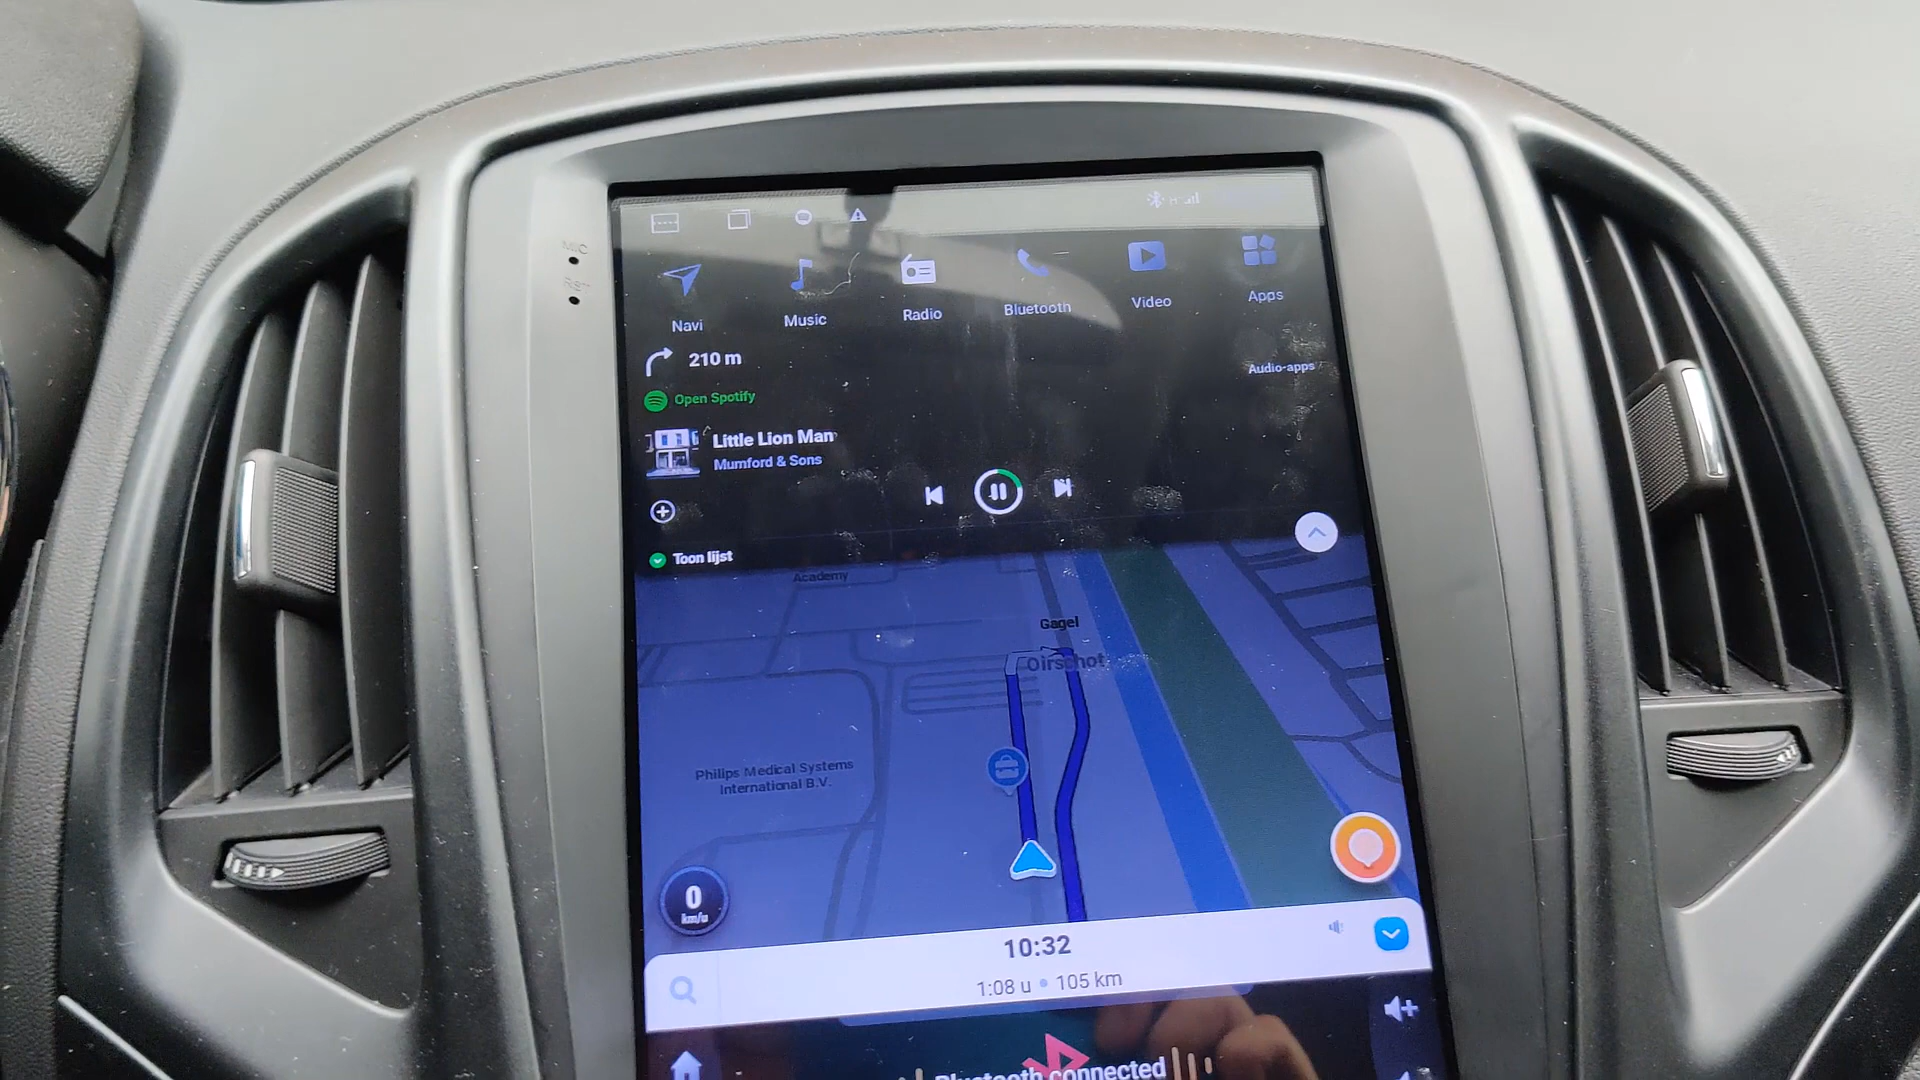 MIC
Navi
Music
Radio
Bluetooth
Video
Apps
210 m
Audio-apps
Open Spotify
Little Lion Man
Mumford & Sons
Toon lijst
Academy
Gagel
Oirschot
Philips Medical Systems
International B.V.
0
km/u
10:32
1:08 u • 105 km
Bluetooth connected